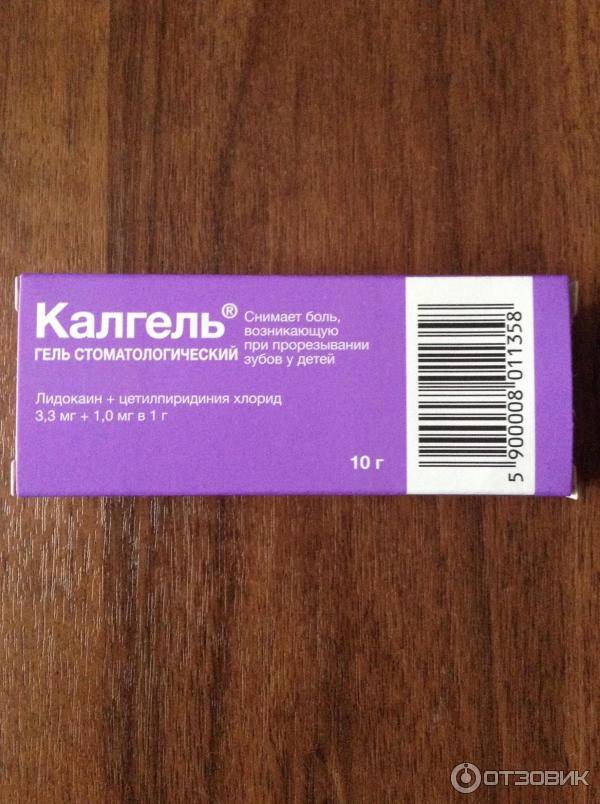 Калгель®
ГЕЛЬ СТОМАТОЛОГИЧЕСКИЙ
Снимает боль,
возникающую
при прорезывании
зубов у детей
Лидокаин + цетилпиридиния хлорид
3,3 мг + 1,0 мг в 1 г
10 г
5 900008 011358
ОТЗОВИК